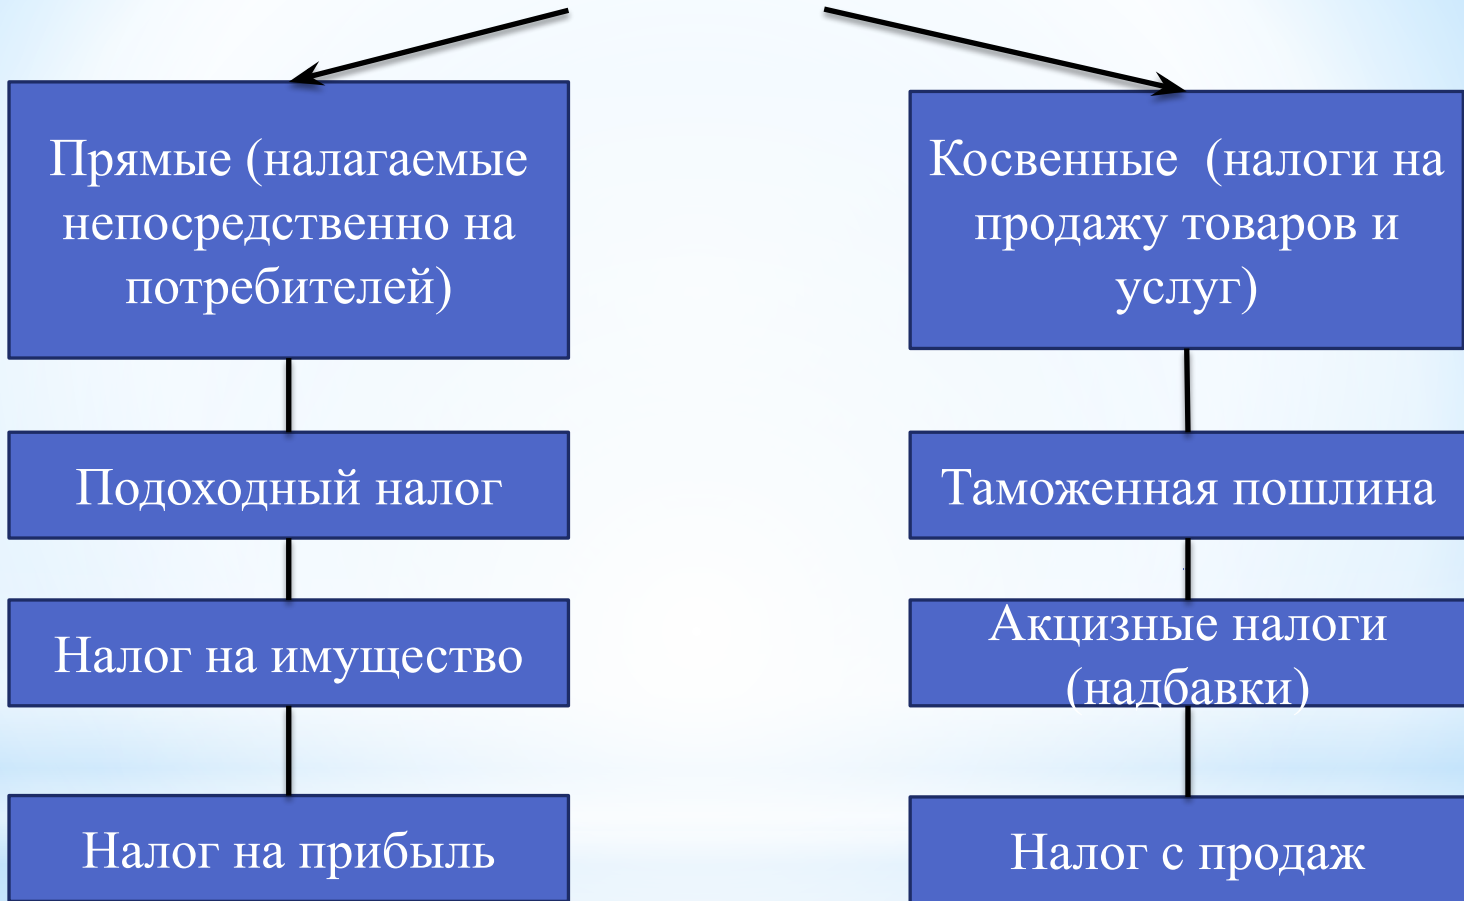 Прямые (налагаемые
непосредственно на
потребителей)
Подоходный налог
Налог на имущество
Налог на прибыль
Косвенные (налоги на
продажу товаров и
услуг)
Таможенная пошлина
Акцизные налоги
(надбавки)
Налог с продаж